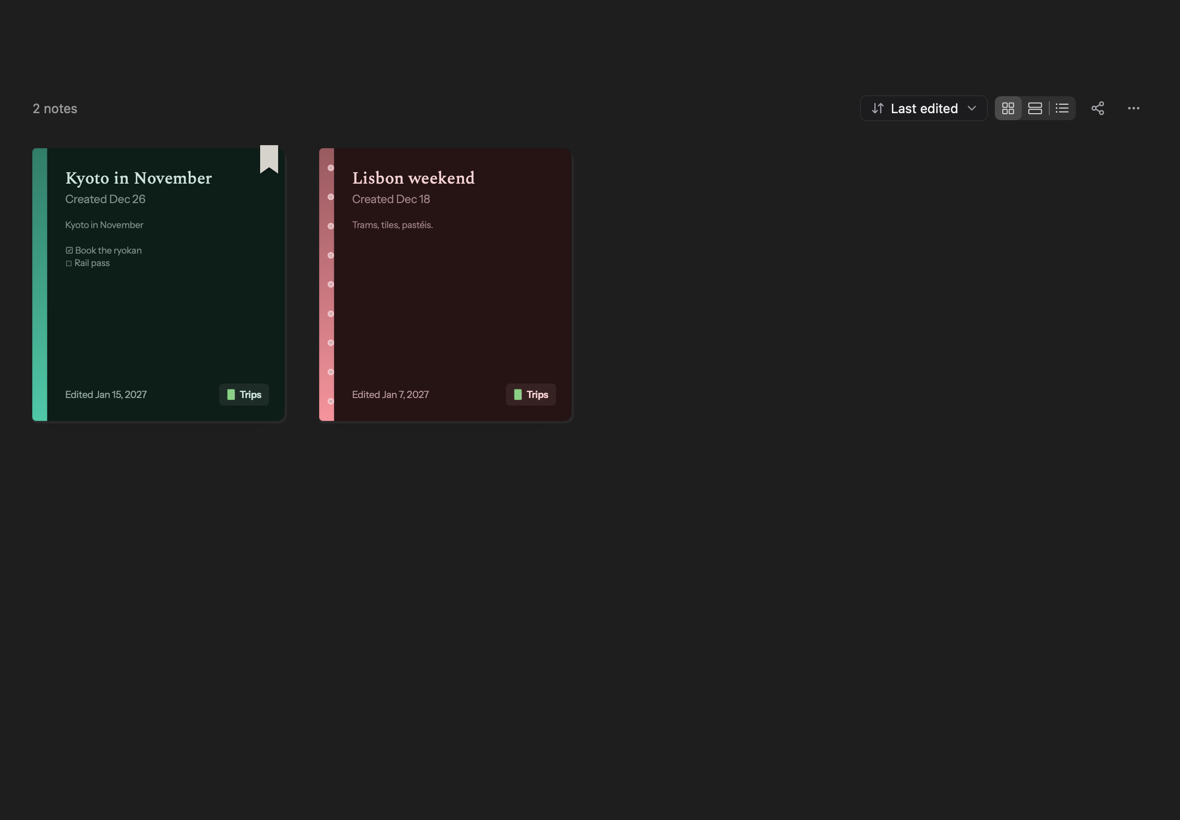 2 notes
Last edited
Kyoto in November
Created Dec 26
Kyoto in November
Book the ryokan
Rail pass
Edited Jan 15, 2027
Trips
Lisbon weekend
Created Dec 18
Trams, tiles, pastéis.
Edited Jan 7, 2027
Trips